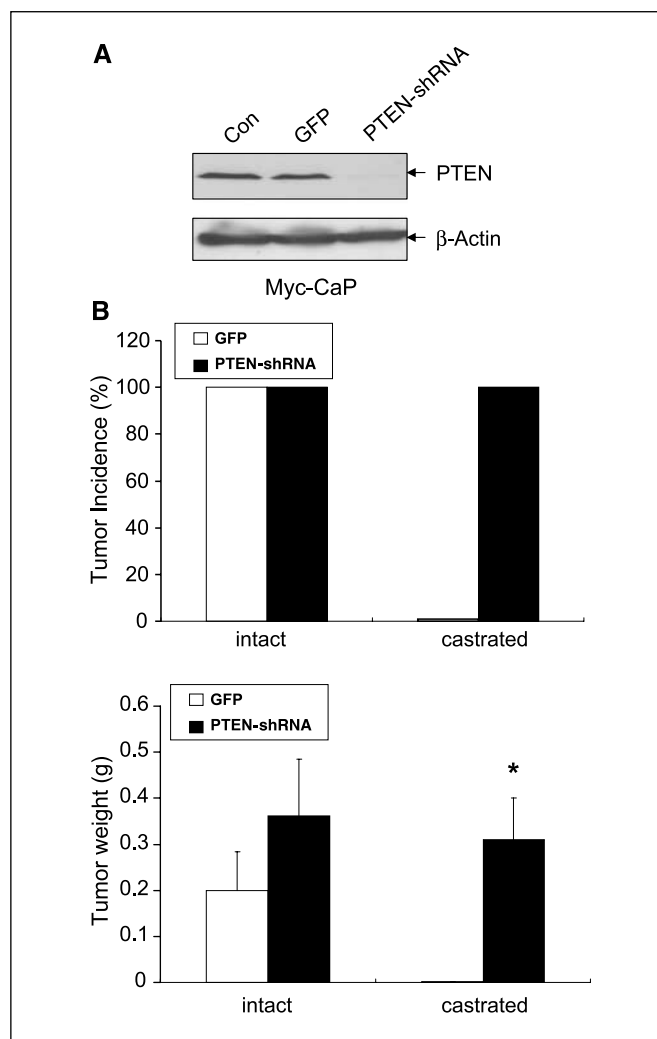 A
Con GFP PTEN-shRNA
PTEN
β-Actin
Myc-CaP
B
GFP
PTEN-shRNA
Tumor Incidence (%)
120
100
80
60
40
20
0
intact castrated
GFP
PTEN-shRNA
Tumor weight (g)
0.6
0.5
0.4
0.3
0.2
0.1
0
*
intact castrated